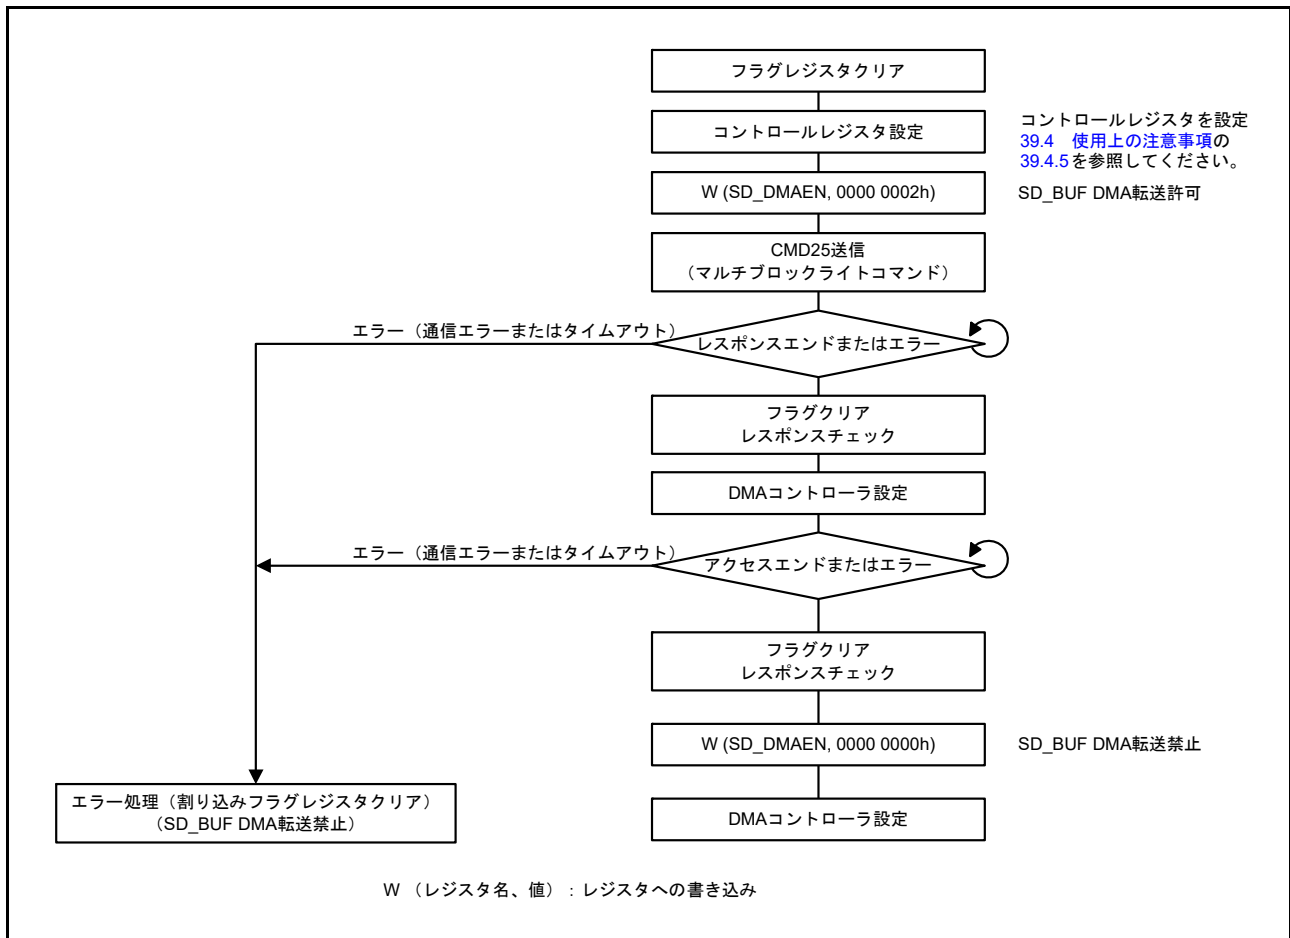 フラグレジスタクリア
コントロールレジスタ設定
コントロールレジスタを設定
39.4 使用上の注意事項の
39.4.5を参照してください。
W (SD_DMAEN, 0000 0002h)
SD_BUF DMA転送許可
CMD25送信
（マルチブロックライトコマンド）
エラー（通信エラーまたはタイムアウト）
レスポンスエンドまたはエラー
フラグクリア
レスポンスチェック
DMAコントローラ設定
エラー（通信エラーまたはタイムアウト）
アクセスエンドまたはエラー
フラグクリア
レスポンスチェック
W (SD_DMAEN, 0000 0000h)
SD_BUF DMA転送禁止
エラー処理（割り込みフラグレジスタクリア）
（SD_BUF DMA転送禁止）
DMAコントローラ設定
W （レジスタ名、値）：レジスタへの書き込み